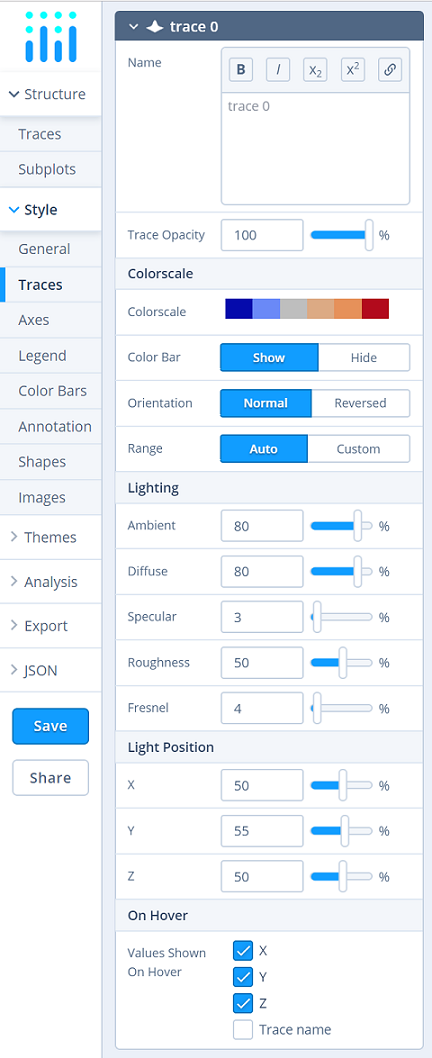 Structure
Traces
Subplots
Style
General
Traces
Axes
Legend
Color Bars
Annotation
Shapes
Images
Themes
Analysis
Export
JSON
Save
Share
trace 0
Name
B I x₂ x²
trace 0
Trace Opacity 100 %
Colorscale
Colorscale
Color Bar Show Hide
Orientation Normal Reversed
Range Auto Custom
Lighting
Ambient 80 %
Diffuse 80 %
Specular 3 %
Roughness 50 %
Fresnel 4 %
Light Position
X 50 %
Y 55 %
Z 50 %
On Hover
Values Shown
On Hover
X
Y
Z
Trace name